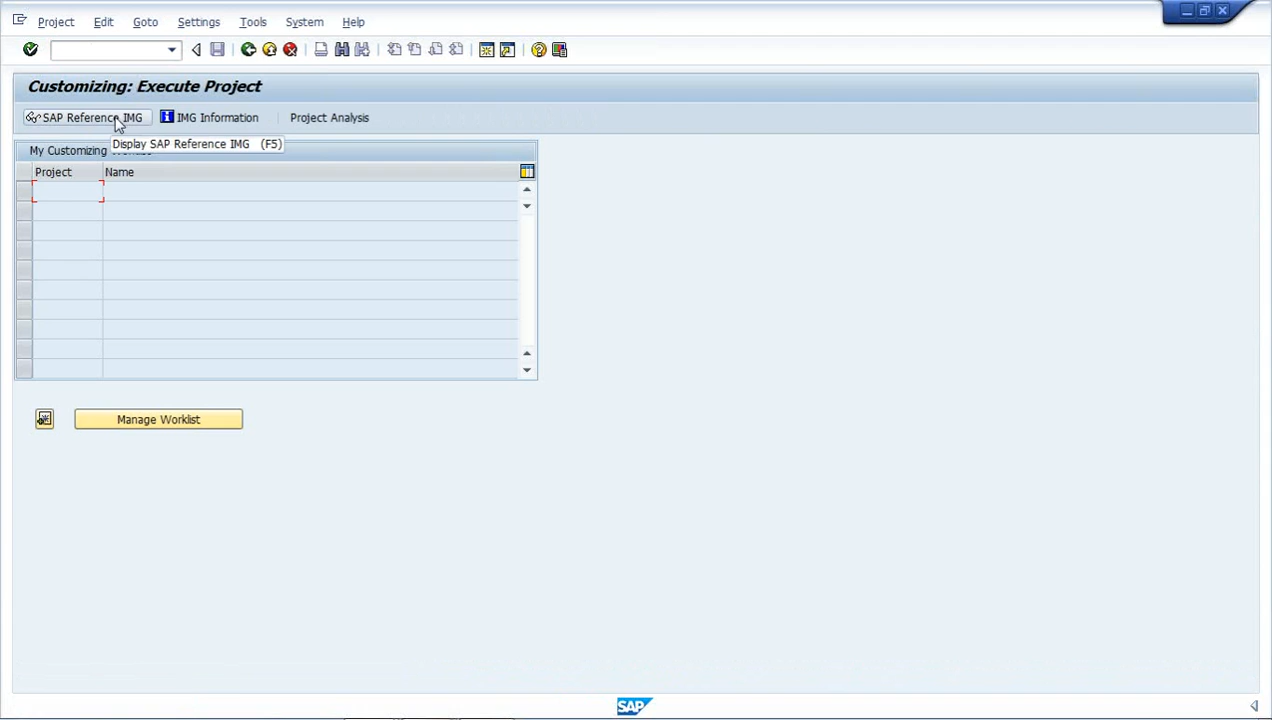 Project Edit Goto Settings Tools System Help
Customizing: Execute Project
SAP Reference IMG IMG Information Project Analysis
Display SAP Reference IMG (F5)
My Customizing
Project Name
Manage Worklist
SAP